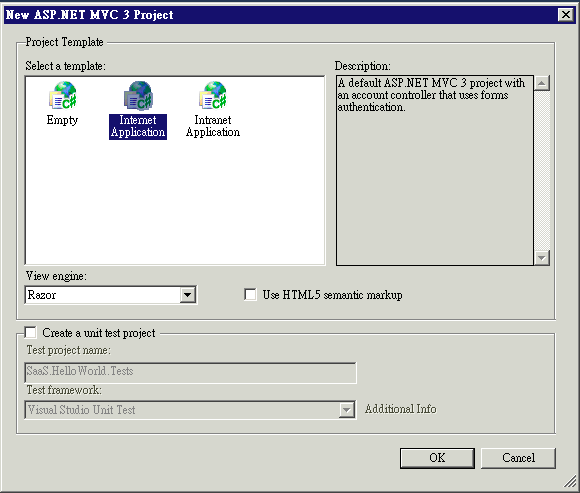 New ASP.NET MVC 3 Project
Project Template
Select a template:
Empty
Internet
Application
Intranet
Application
Description:
A default ASP.NET MVC 3 project with
an account controller that uses forms
authentication.
View engine:
Razor
Use HTML5 semantic markup
Create a unit test project
Test project name:
SaaS.HelloWorld.Tests
Test framework:
Visual Studio Unit Test
Additional Info
OK
Cancel